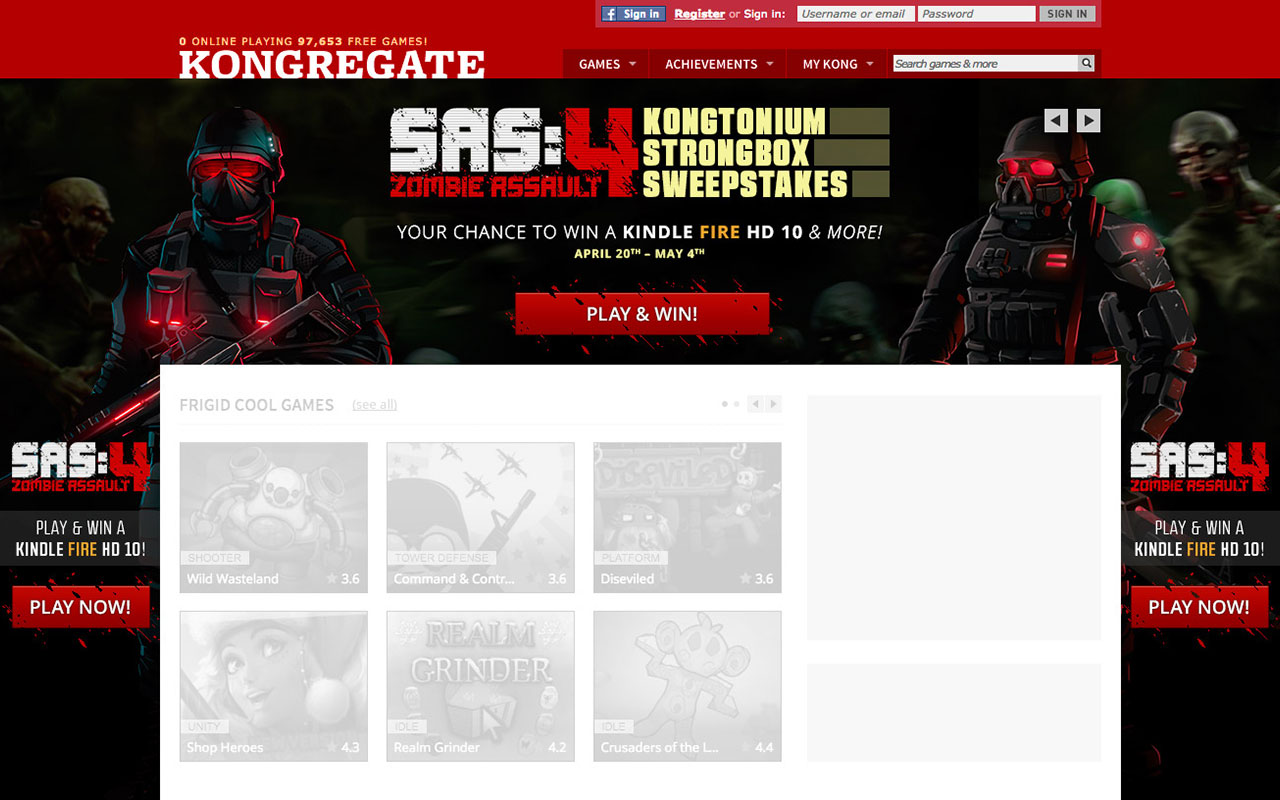 Sign in
Register or Sign in:
Username or email
Password
SIGN IN
0 ONLINE PLAYING 97,653 FREE GAMES!
KONGREGATE
GAMES
ACHIEVEMENTS
MY KONG
Search games & more
SAS:4
ZOMBIE ASSAULT
KONGTONIUM
STRONGBOX
SWEEPSTAKES
YOUR CHANCE TO WIN A KINDLE FIRE HD 10 & MORE!
APRIL 20TH – MAY 4TH
PLAY & WIN!
SAS:4
ZOMBIE ASSAULT
PLAY & WIN A
KINDLE FIRE HD 10!
PLAY NOW!
FRIGID COOL GAMES
(see all)
SHOOTER
Wild Wasteland
3.6
TOWER DEFENSE
Command & Contr...
3.6
DISEVILED
PLATFORM
Diseviled
3.6
UNITY
Shop Heroes
4.3
REALM
GRINDER
IDLE
Realm Grinder
4.2
IDLE
Crusaders of the L...
4.4
SAS:4
ZOMBIE ASSAULT
PLAY & WIN A
KINDLE FIRE HD 10!
PLAY NOW!